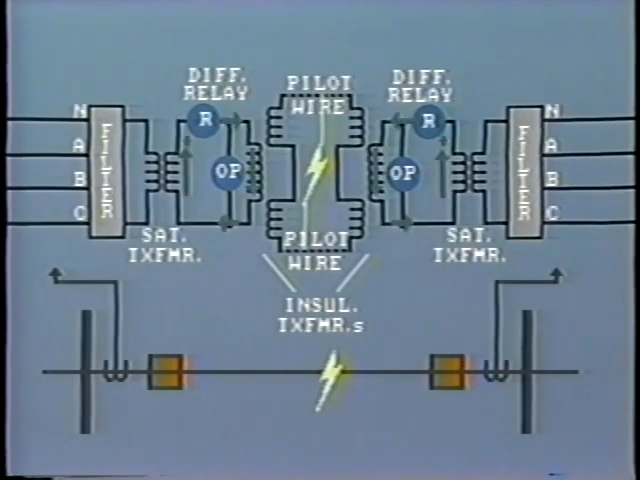 DIFF.
RELAY
PILOT
WIRE
DIFF.
RELAY
N
R
R
N
A
FILTER
OP
OP
FILTER
A
B
B
C
C
SAT.
TXFMR.
PILOT
WIRE
SAT.
TXFMR.
INSUL.
TXFMR.s